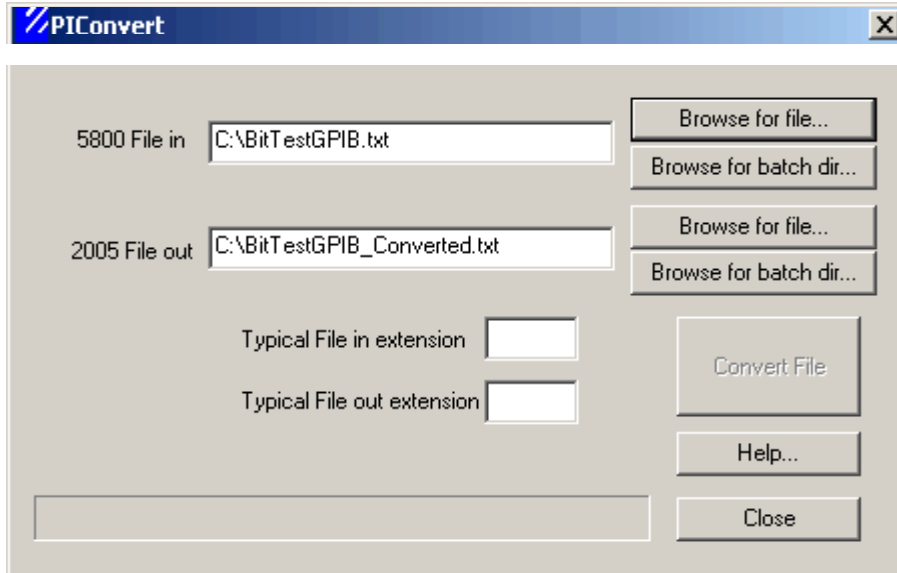 PIConvert
5800 File in
C:\BitTestGPIB.txt
Browse for file...
Browse for batch dir...
2005 File out
C:\BitTestGPIB_Converted.txt
Browse for file...
Browse for batch dir...
Typical File in extension
Typical File out extension
Convert File
Help...
Close